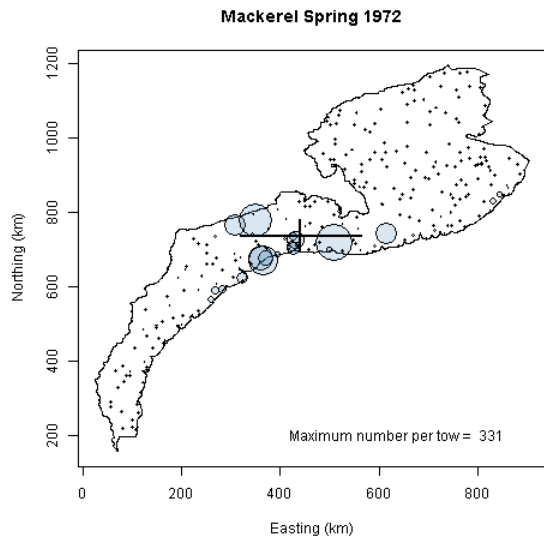 Mackerel Spring 1972
1200
1000
800
600
400
200
Northing (km)
Maximum number per tow = 331
0 200 400 600 800
Easting (km)